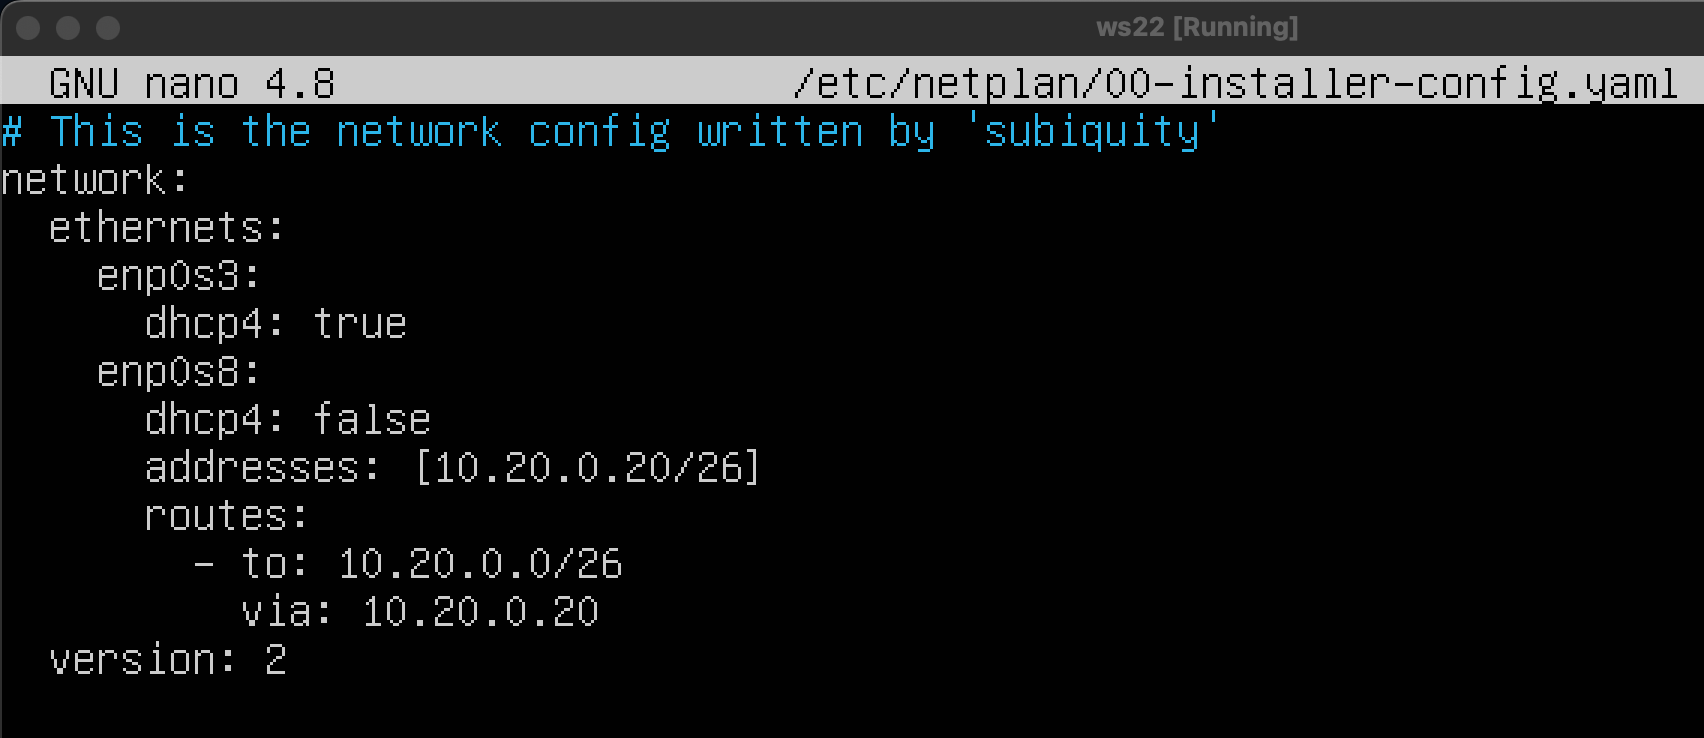 ws22 [Running]
GNU nano 4.8 /etc/netplan/00-installer-config.yaml
# This is the network config written by 'subiquity'
network:
  ethernets:
    enp0s3:
      dhcp4: true
    enp0s8:
      dhcp4: false
      addresses: [10.20.0.20/26]
      routes:
        - to: 10.20.0.0/26
          via: 10.20.0.20
  version: 2